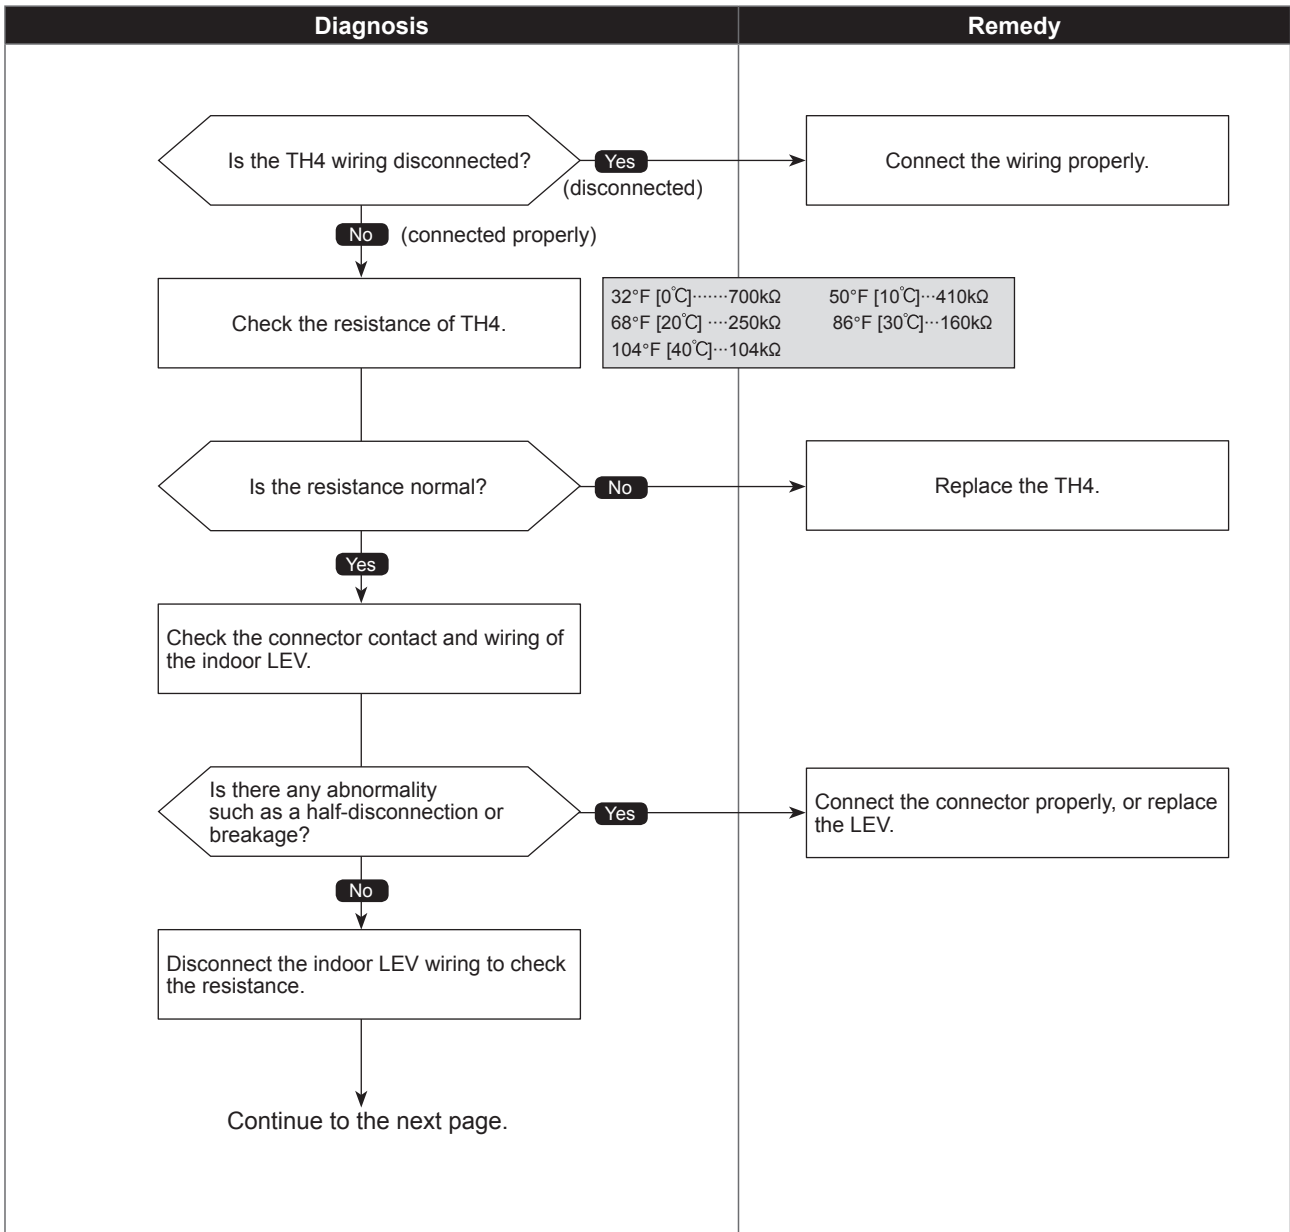 Diagnosis
Remedy
Is the TH4 wiring disconnected?
Yes
(disconnected)
Connect the wiring properly.
No (connected properly)
Check the resistance of TH4.
32°F [0℃]·······700kΩ 50°F [10℃]···410kΩ
68°F [20℃] ····250kΩ 86°F [30℃]···160kΩ
104°F [40℃]···104kΩ
Is the resistance normal?
No
Replace the TH4.
Yes
Check the connector contact and wiring of
the indoor LEV.
Is there any abnormality
such as a half-disconnection or
breakage?
Yes
Connect the connector properly, or replace
the LEV.
No
Disconnect the indoor LEV wiring to check
the resistance.
Continue to the next page.